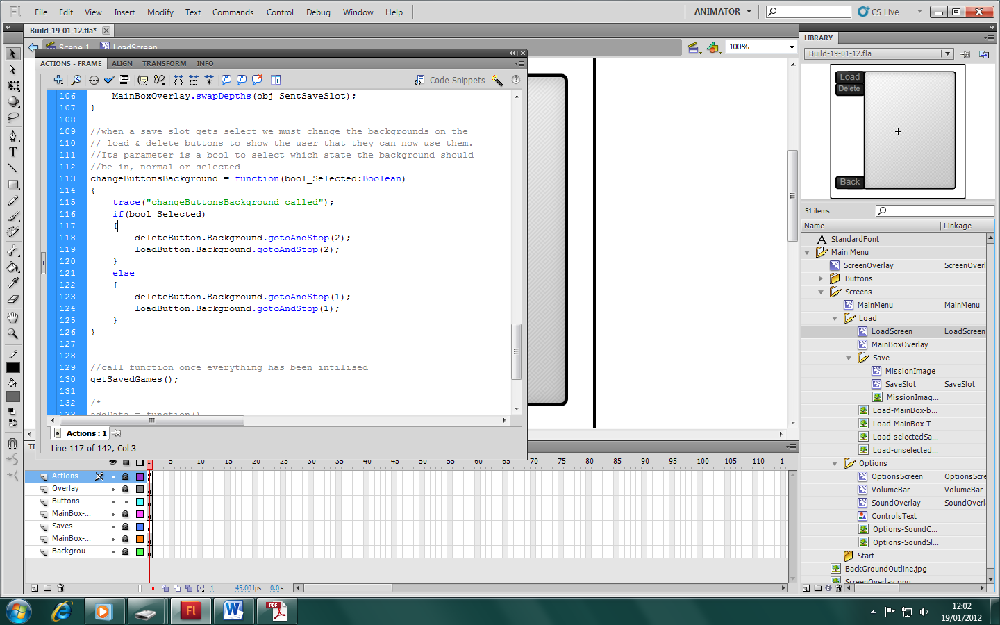 Fl File Edit View Insert Modify Text Commands Control Debug Window Help ANIMATOR CS Live
Build-19-01-12.fla*
Scene 1 LoadScreen 100%
ACTIONS - FRAME ALIGN TRANSFORM INFO
Code Snippets
106 MainBoxOverlay.swapDepths(obj_SentSaveSlot);
107 }
108
109 //when a save slot gets select we must change the backgrounds on the
110 // load & delete buttons to show the user that they can now use them.
111 //Its parameter is a bool to select which state the background should
112 //be in, normal or selected
113 changeButtonsBackground = function(bool_Selected:Boolean)
114 {
115 trace("changeButtonsBackground called");
116 if(bool_Selected)
117 {
118 deleteButton.Background.gotoAndStop(2);
119 loadButton.Background.gotoAndStop(2);
120 }
121 else
122 {
123 deleteButton.Background.gotoAndStop(1);
124 loadButton.Background.gotoAndStop(1);
125 }
126 }
127
128
129 //call function once everything has been intilised
130 getSavedGames();
131
132 /*
133 addData = function()
Actions : 1
Line 117 of 142, Col 3
1 5 10 15 20 25 30 35 40 45 50 55 60 65 70 75 80 85 90 95 100 105 110 1
Actions
Overlay
Buttons
MainBox-...
Saves
MainBox-...
Backgrou...
1 45.00 fps 0.0 s
LIBRARY
Build-19-01-12.fla
Load
Delete
Back
51 items
Name Linkage
StandardFont
Main Menu
ScreenOverlay ScreenOverl
Buttons
Screens
MainMenu MainMenu
Load
LoadScreen LoadScreen
MainBoxOverlay
Save
MissionImage
SaveSlot SaveSlot
MissionImag...
Load-MainBox-b...
Load-MainBox-T...
Load-selectedSa...
Load-unselected...
Options
OptionsScreen OptionsScre
VolumeBar VolumeBar
SoundOverlay SoundOverl
ControlsText
Options-SoundC...
Options-SoundSl...
Start
BackGroundOutline.jpg
ScreenOverlay.png
Fl
PDF
12:02
19/01/2012